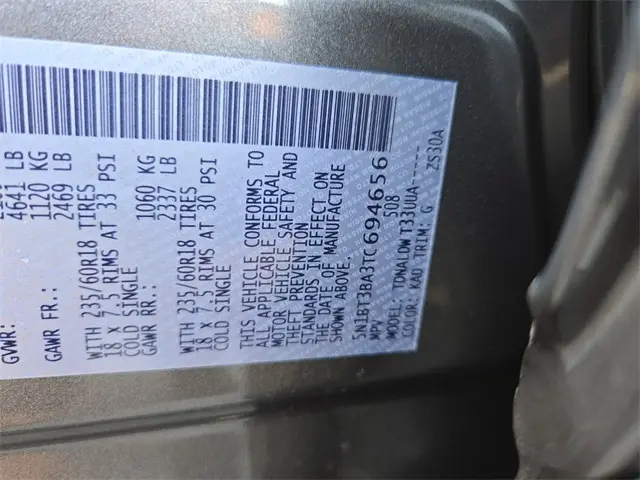 GVWR:
4641 LB
GAWR FR.:
1120 KG
2469 LB
WITH 235/60R18 TIRES
18 X 7.5 RIMS AT 33 PSI
COLD SINGLE
GAWR RR.:
1060 KG
2337 LB
WITH 235/60R18 TIRES
18 X 7.5 RIMS AT 30 PSI
COLD SINGLE
THIS VEHICLE CONFORMS TO
ALL APPLICABLE FEDERAL
MOTOR VEHICLE SAFETY AND
THEFT PREVENTION
STANDARDS IN EFFECT ON
THE DATE OF MANUFACTURE
SHOWN ABOVE.
5N1BT3BA3TC694656
MPV 508
MODEL: TONALDW T33UUA-----
COLOR: KAD TRIM: G ZS30A